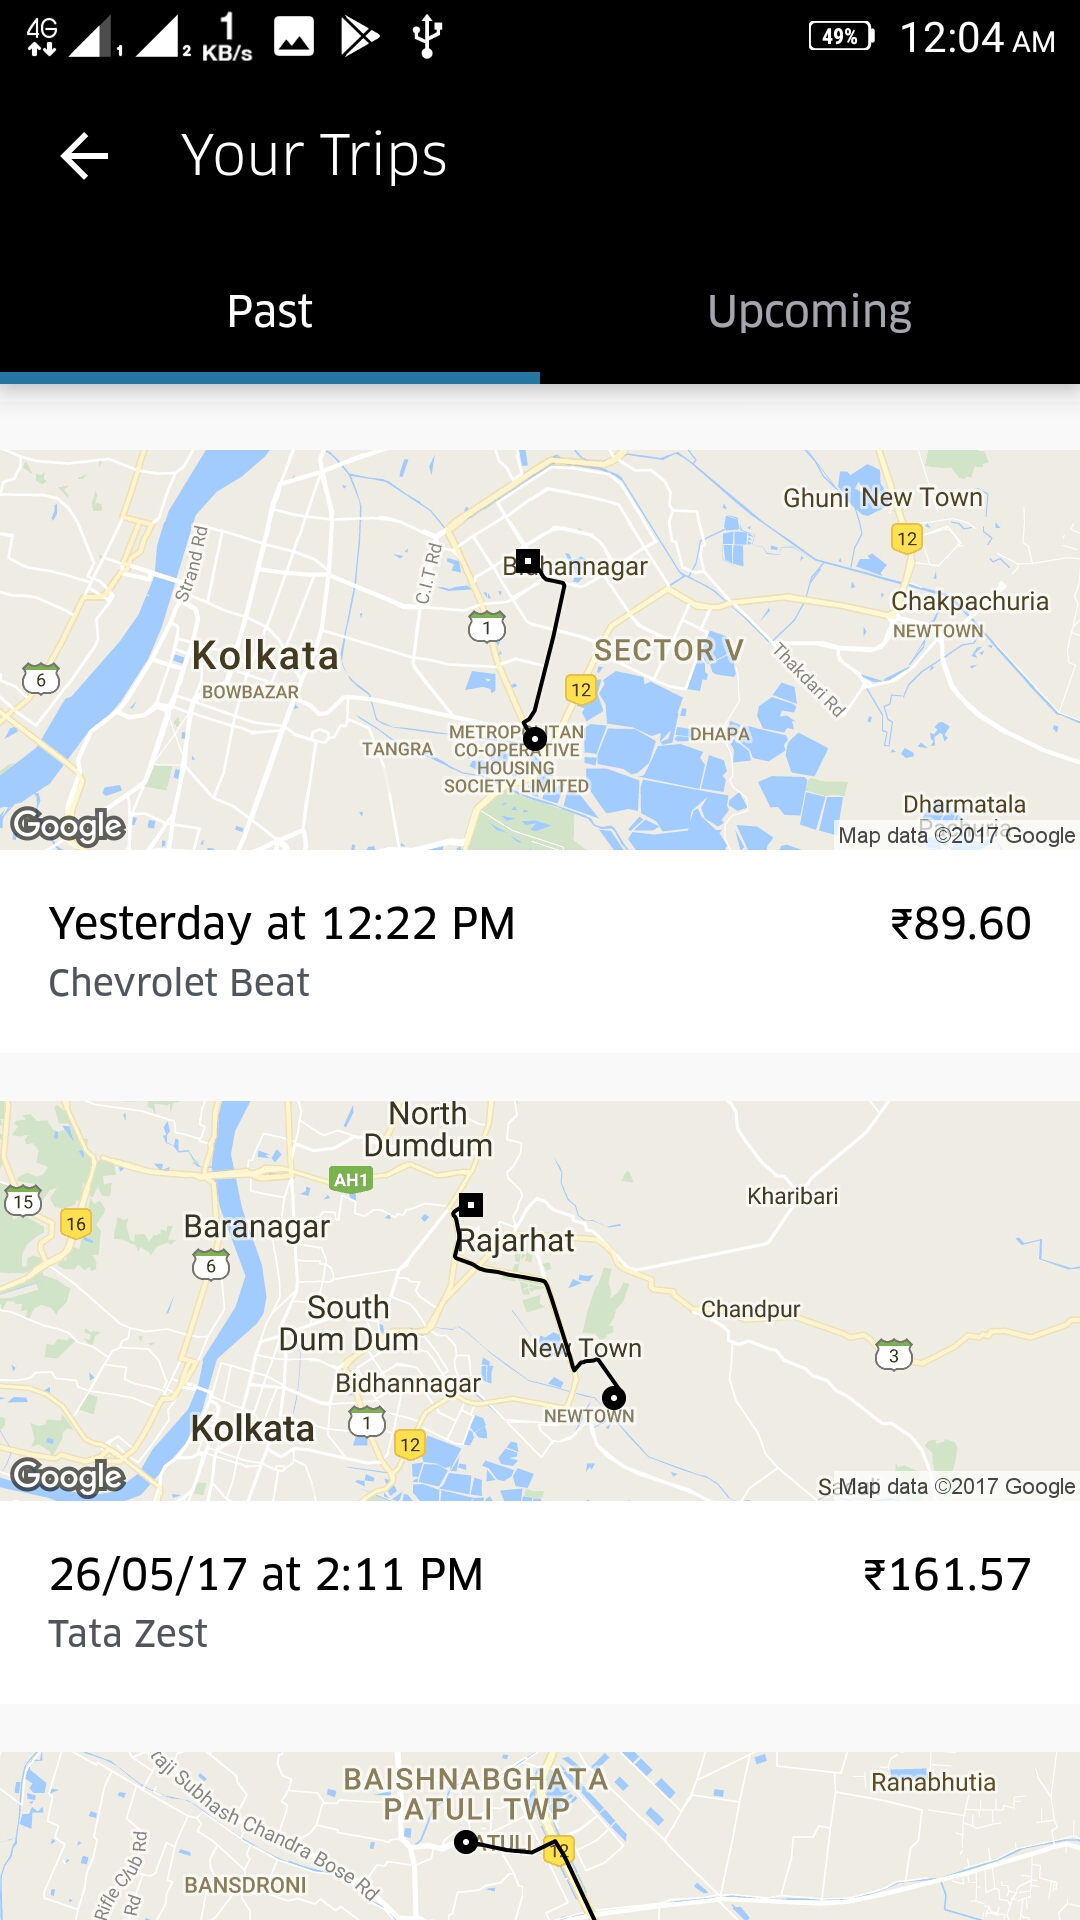 4G 1 2 1 KB/s 49% 12:04 AM
Your Trips
Past Upcoming
Ghuni New Town
12
Strand Rd
C.I.T Rd
Chakpachuria
NEWTOWN
1
Kolkata
BOWBAZAR
SECTOR V
Thakdari Rd
6
12
TANGRA
CO-OPERATIVE
HOUSING
SOCIETY LIMITED
DHAPA
Dharmatala
Google
Map data ©2017 Google
Yesterday at 12:22 PM ₹89.60
Chevrolet Beat
North
Dumdum
AH1
15
16
Baranagar
6
Rajarhat
Kharibari
South
Dum Dum
Chandpur
New Town
3
Bidhannagar
NEWTOWN
Kolkata
1
12
Google
Map data ©2017 Google
26/05/17 at 2:11 PM ₹161.57
Tata Zest
BAISHNABGHATA
PATULI TWP
12
Ranabhutia
Subhash Chandra Bose Rd
Rifle Club Rd
Rd
BANSDRONI